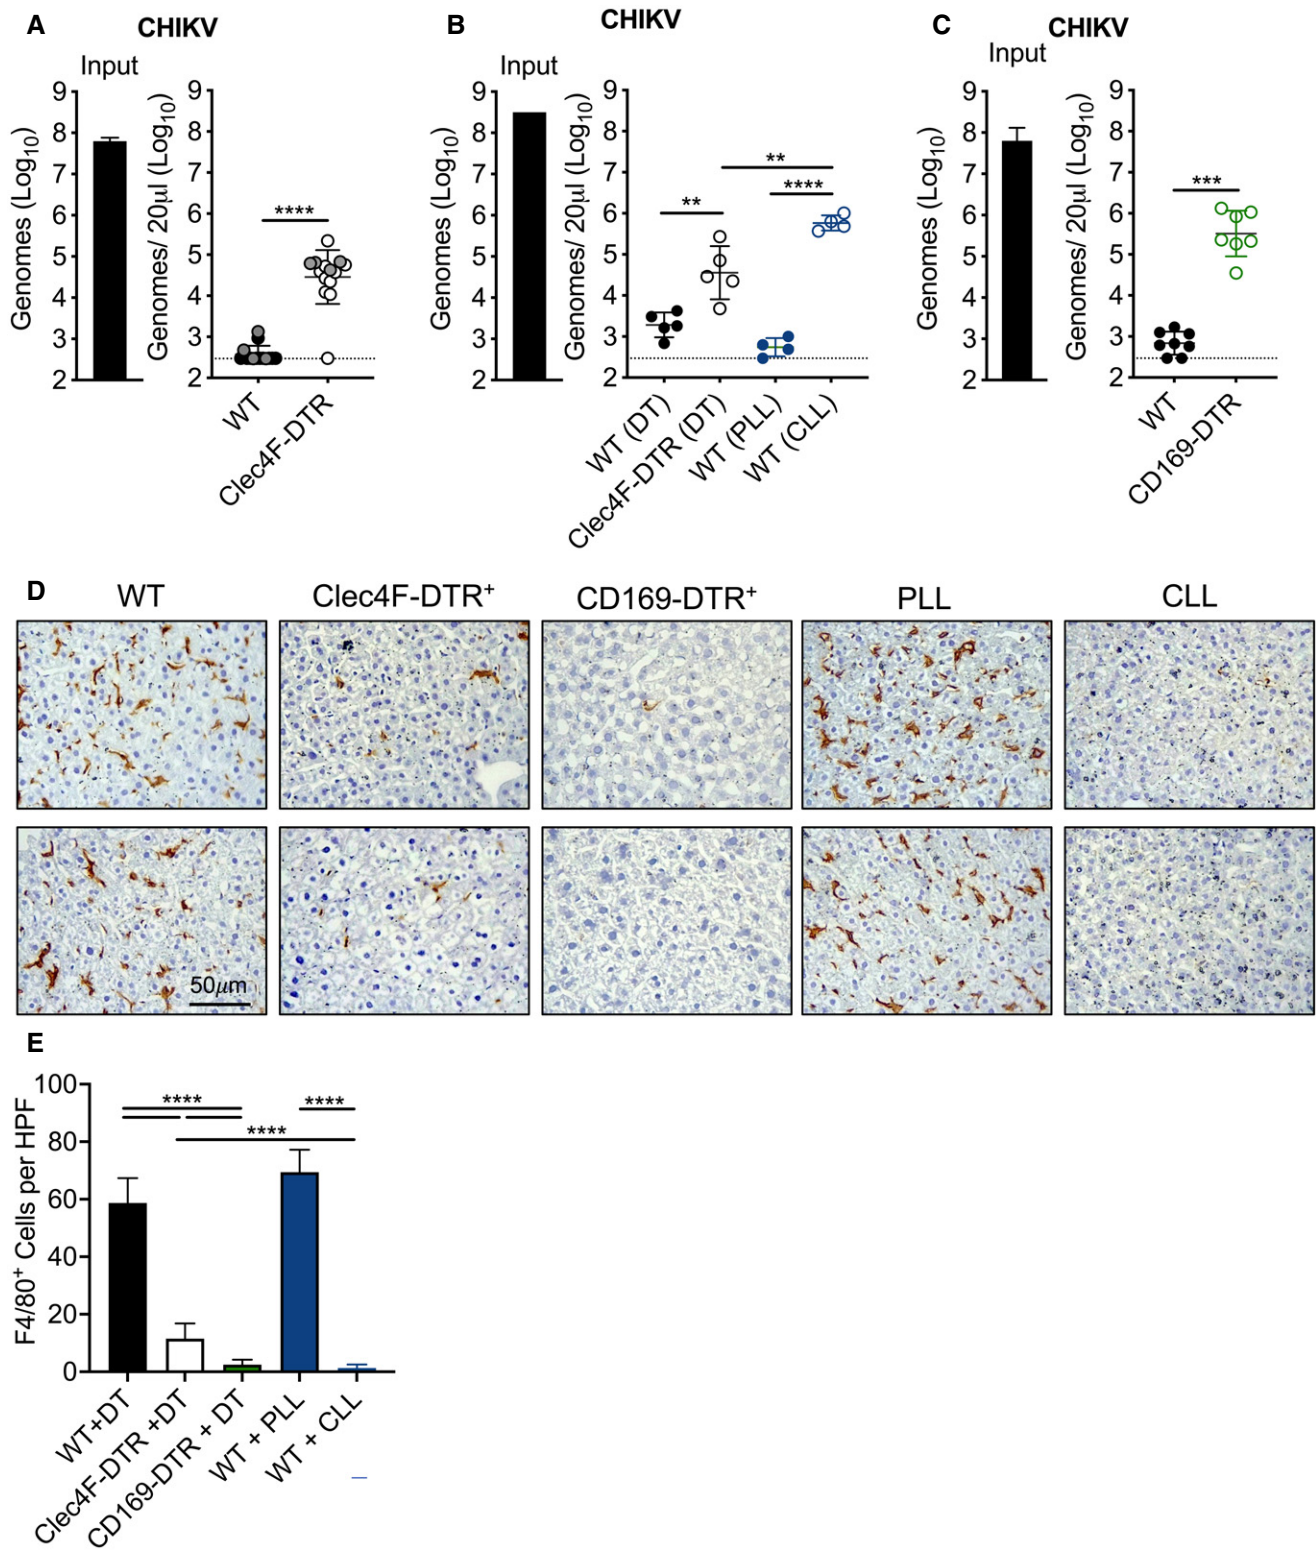 A
CHIKV
Input
Genomes (Log10)
9
8
7
6
5
4
3
2
Genomes/ 20µl (Log10)
9
8
7
6
5
4
3
2
****
WT
Clec4F-DTR
B
CHIKV
Input
Genomes (Log10)
9
8
7
6
5
4
3
2
Genomes/ 20µl (Log10)
9
8
7
6
5
4
3
2
**
**
****
WT (DT)
Clec4F-DTR (DT)
WT (PLL)
WT (CLL)
C
CHIKV
Input
Genomes (Log10)
9
8
7
6
5
4
3
2
Genomes/ 20µl (Log10)
9
8
7
6
5
4
3
2
***
WT
CD169-DTR
D
WT
Clec4F-DTR+
CD169-DTR+
PLL
CLL
50µm
E
F4/80+ Cells per HPF
100
80
60
40
20
0
****
****
****
WT+DT
Clec4F-DTR +DT
CD169-DTR + DT
WT + PLL
WT + CLL